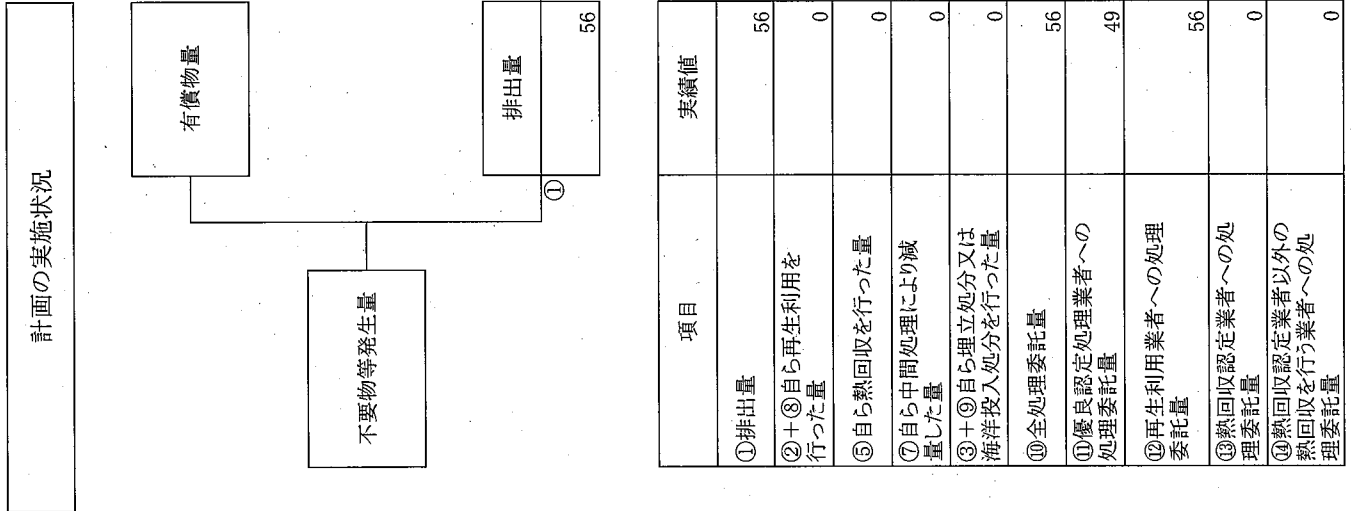 計画の実施状況
有償物量
不要物等発生量
排出量
①
56
項目
実績値
①排出量
56
②+⑧自ら再生利用を
行った量
0
⑤自ら熱回収を行った量
0
⑦自ら中間処理により減
量した量
0
③+⑨自ら埋立処分又は
海洋投入処分を行った量
0
⑩全処理委託量
56
⑪優良認定処理業者への
処理委託量
49
⑫再生利用業者への処理
委託量
56
⑬熱回収認定業者への処
理委託量
0
⑭熱回収認定業者以外の
熱回収を行う業者への処
理委託量
0